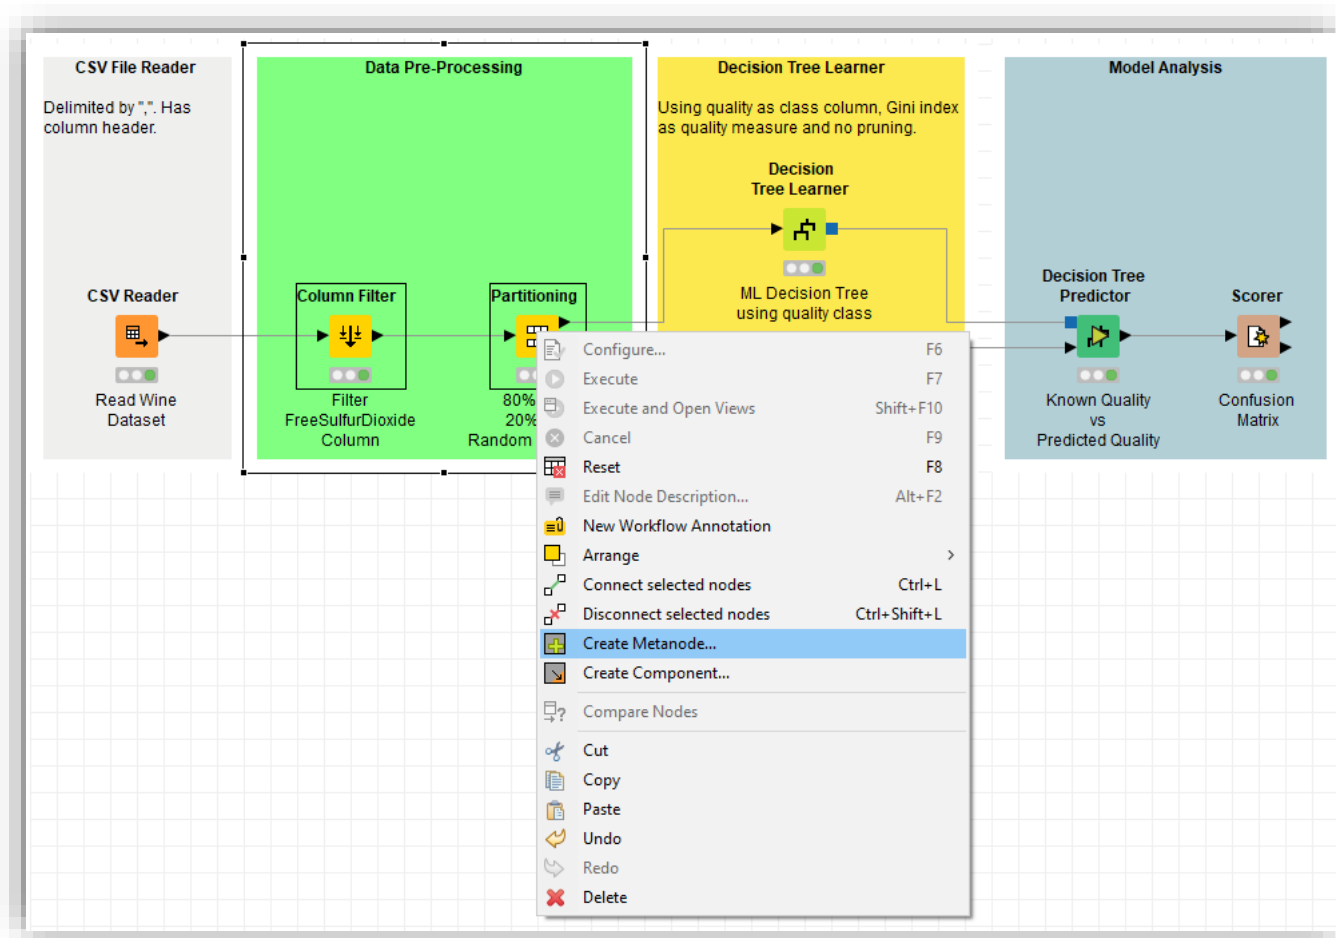 CSV File Reader
Delimited by ",". Has
column header.
CSV Reader
Read Wine
Dataset
Data Pre-Processing
Column Filter
Filter
FreeSulfurDioxide
Column
Partitioning
80%
20%
Random
Decision Tree Learner
Using quality as class column, Gini index
as quality measure and no pruning.
Decision
Tree Learner
ML Decision Tree
using quality class
Model Analysis
Decision Tree
Predictor
Known Quality
vs
Predicted Quality
Scorer
Confusion
Matrix
Configure... F6
Execute F7
Execute and Open Views Shift+F10
Cancel F9
Reset F8
Edit Node Description... Alt+F2
New Workflow Annotation
Arrange
Connect selected nodes Ctrl+L
Disconnect selected nodes Ctrl+Shift+L
Create Metanode...
Create Component...
Compare Nodes
Cut
Copy
Paste
Undo
Redo
Delete